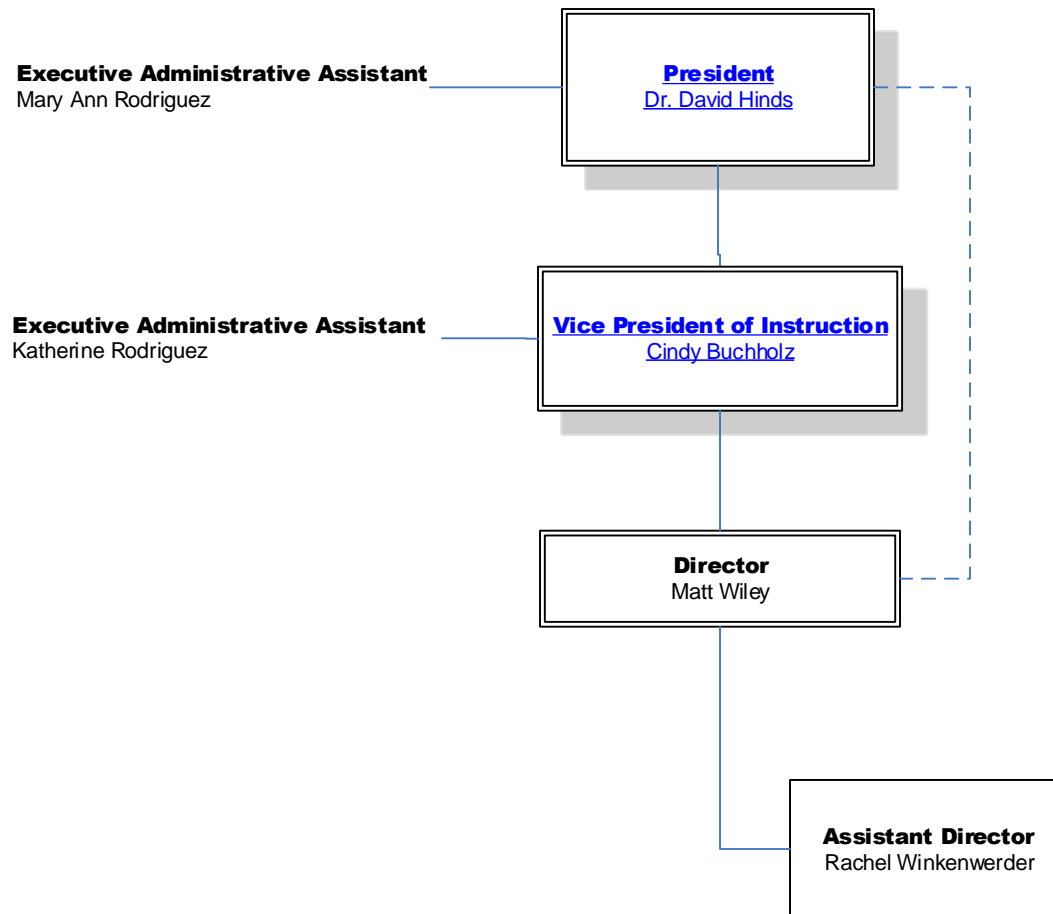 Executive Administrative Assistant
Mary Ann Rodriguez
President
Dr. David Hinds
Executive Administrative Assistant
Katherine Rodriguez
Vice President of Instruction
Cindy Buchholz
Director
Matt Wiley
Assistant Director
Rachel Winkenwerder